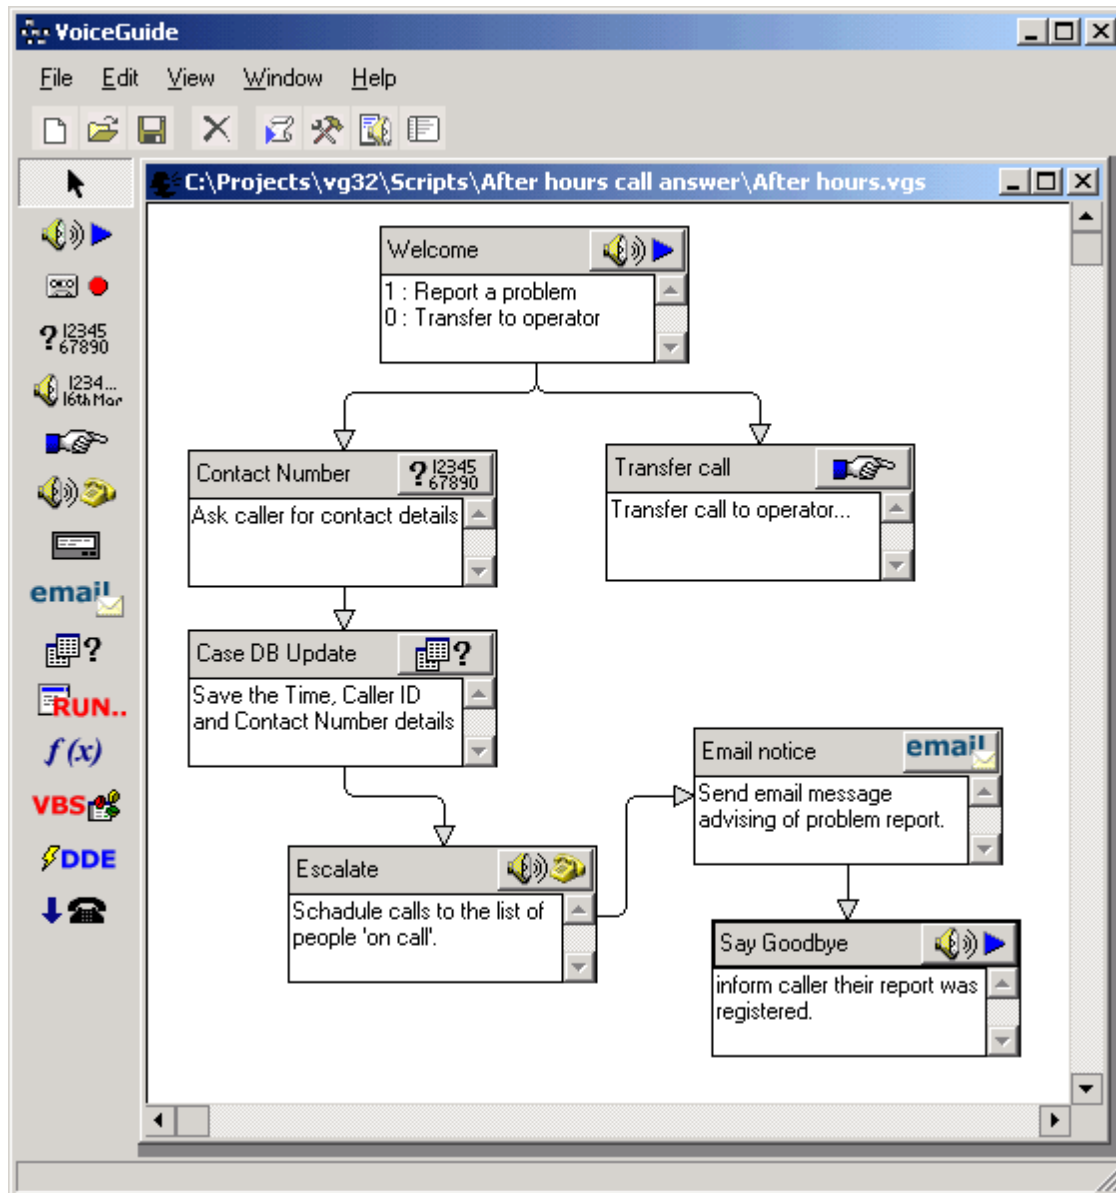 VoiceGuide
File Edit View Window Help
C:\Projects\vg32\Scripts\After hours call answer\After hours.vgs
Welcome
1 : Report a problem
0 : Transfer to operator
Contact Number
? 12345
67890
Ask caller for contact details
Transfer call
Transfer call to operator...
Case DB Update
?
Save the Time, Caller ID
and Contact Number details
Escalate
Schadule calls to the list of
people 'on call'.
Email notice
email
Send email message
advising of problem report.
Say Goodbye
inform caller their report was
registered.
? 12345
67890
1234...
16th Mar
email
?
RUN..
f (x)
VBS
DDE